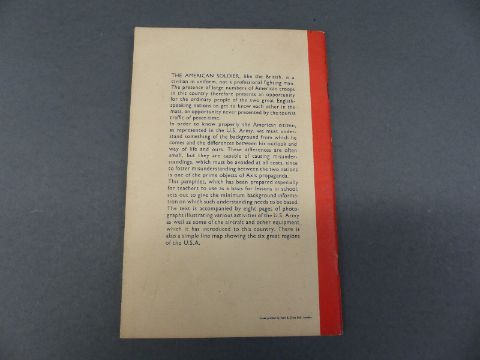 THE AMERICAN SOLDIER, like the British, is a
civilian in uniform, not a professional fighting man.
The presence of large numbers of American troops
in this country therefore presents an opportunity
for the ordinary people of the two great English-
speaking nations to get to know each other in the
mass, an opportunity never presented by the tourist
traffic of peace-time.
In order to know properly the American citizen,
as represented in the U.S. Army, we must under-
stand something of the background from which he
comes and the differences between his outlook and
way of life and ours. These differences are often
small, but they are capable of causing misunder-
standings, which must be avoided at all costs, since
to foster misunderstanding between the two nations
is one of the prime objects of Axis propaganda.
This pamphlet, which has been prepared especially
for teachers to use as a basis for lessons in school,
sets out to give the minimum background informa-
tion on which such understanding needs to be based.
The text is accompanied by eight pages of photo-
graphs illustrating various activities of the U.S. Army
as well as some of the aircraft and other equipment
which it has introduced to this country. There is
also a simple line map showing the six great regions
of the U.S.A.